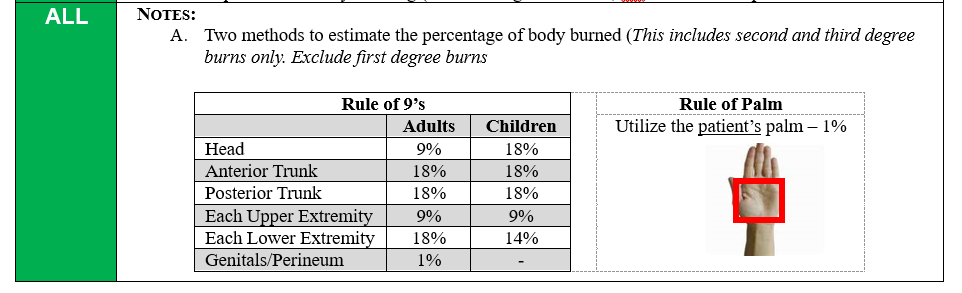 ALL
NOTES:
A. Two methods to estimate the percentage of body burned (This includes second and third degree
burns only. Exclude first degree burns
Rule of 9’s
Adults Children
Head 9% 18%
Anterior Trunk 18% 18%
Posterior Trunk 18% 18%
Each Upper Extremity 9% 9%
Each Lower Extremity 18% 14%
Genitals/Perineum 1% -
Rule of Palm
Utilize the patient’s palm – 1%